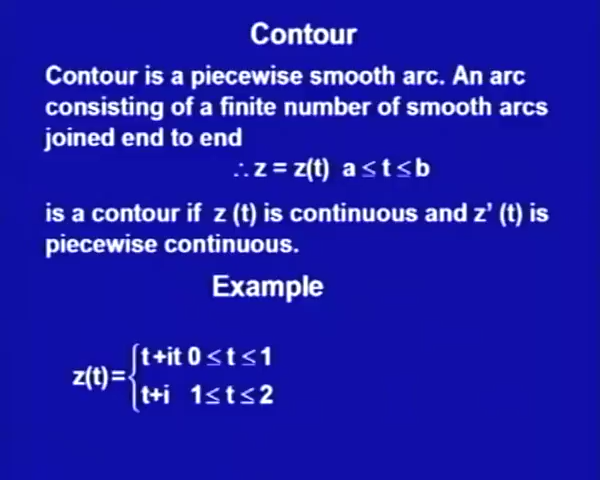 Contour
Contour is a piecewise smooth arc. An arc
consisting of a finite number of smooth arcs
joined end to end
∴ z = z(t) a ≤ t ≤ b
is a contour if z (t) is continuous and z' (t) is
piecewise continuous.
Example
z(t)={t+it 0 ≤ t ≤ 1
t+i 1 ≤ t ≤ 2